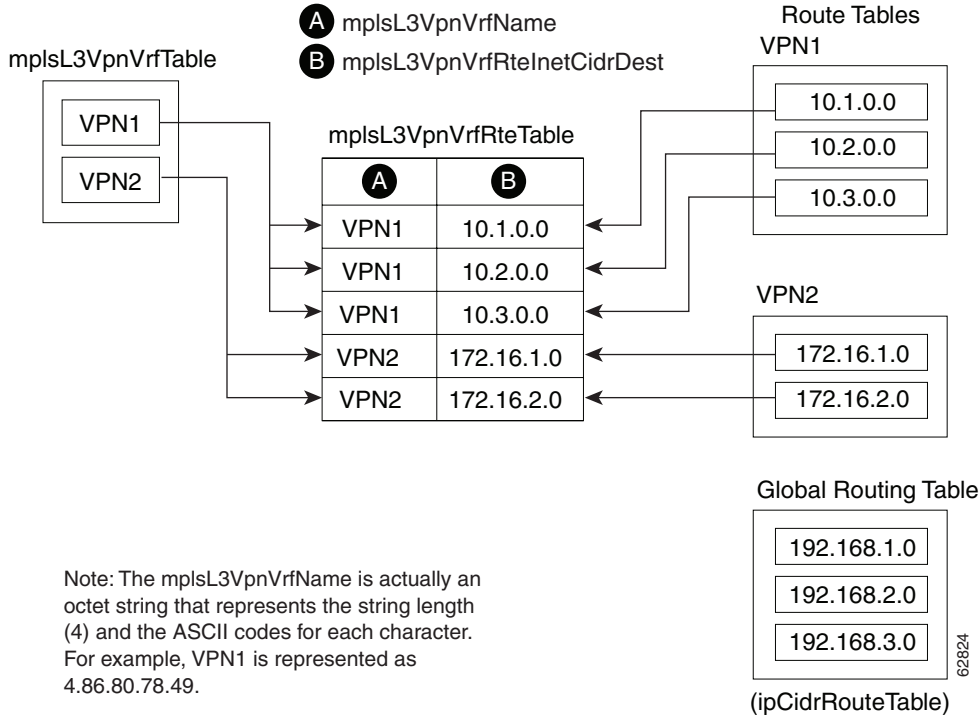 A mplsL3VpnVrfName
B mplsL3VpnVrfRteInetCidrDest
mplsL3VpnVrfTable
VPN1
VPN2
mplsL3VpnVrfRteTable
A B
VPN1 10.1.0.0
VPN1 10.2.0.0
VPN1 10.3.0.0
VPN2 172.16.1.0
VPN2 172.16.2.0
Route Tables
VPN1
10.1.0.0
10.2.0.0
10.3.0.0
VPN2
172.16.1.0
172.16.2.0
Global Routing Table
192.168.1.0
192.168.2.0
192.168.3.0
(ipCidrRouteTable)
Note: The mplsL3VpnVrfName is actually an
octet string that represents the string length
(4) and the ASCII codes for each character.
For example, VPN1 is represented as
4.86.80.78.49.
62824